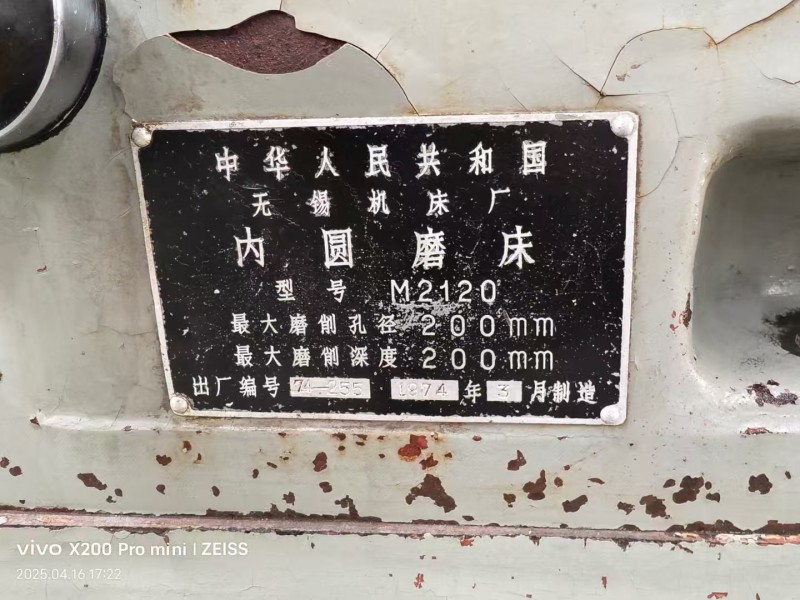 中华人民共和国
无锡机床厂
内圆磨床
型号 M2120
最大磨削孔径 200mm
最大磨削深度 200mm
出厂编号 74-255 1974 年 3 月制造
vivo X200 Pro mini | ZEISS
2025.04.16 17:22